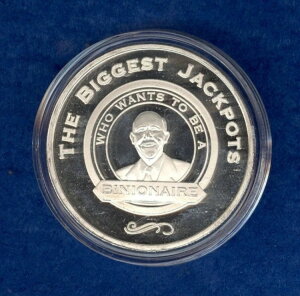 THE BIGGEST JACKPOTS
WHO WANTS TO BE A
BINIONAIRE